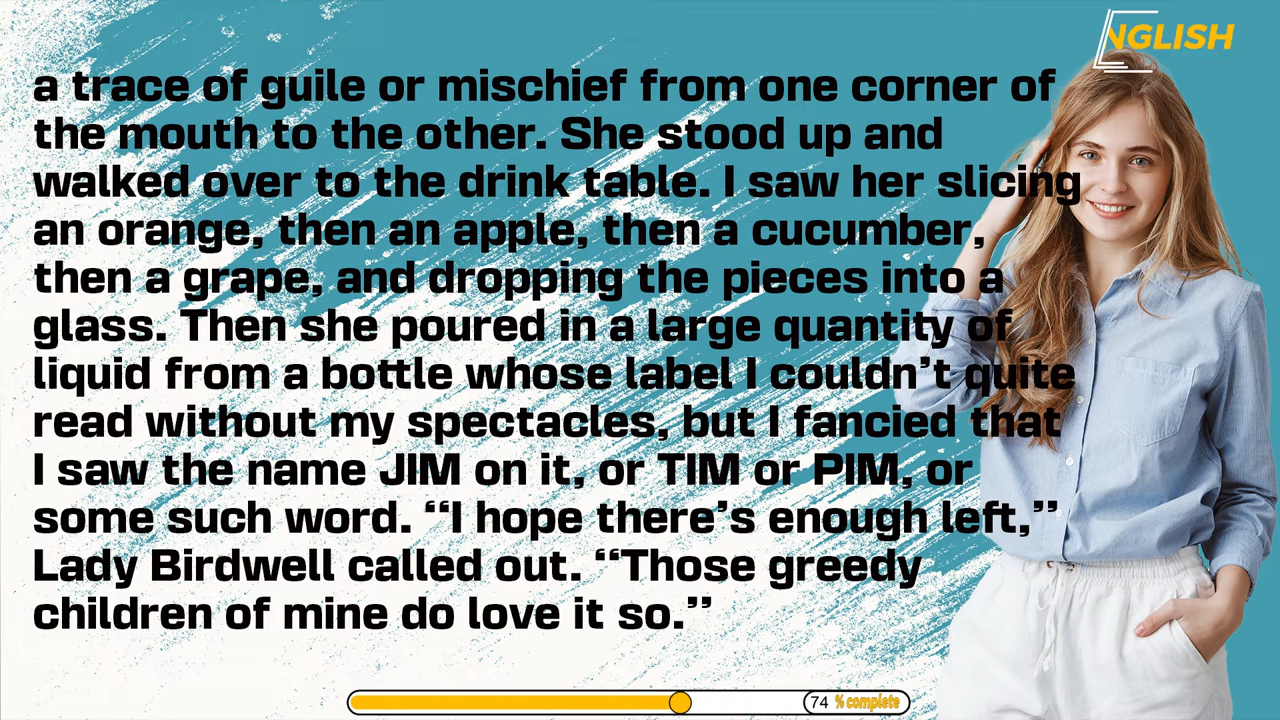 ENGLISH
a trace of guile or mischief from one corner of
the mouth to the other. She stood up and
walked over to the drink table. I saw her slicing
an orange, then an apple, then a cucumber,
then a grape, and dropping the pieces into a
glass. Then she poured in a large quantity of
liquid from a bottle whose label I couldn’t quite
read without my spectacles, but I fancied that
I saw the name JIM on it, or TIM or PIM, or
some such word. “I hope there’s enough left,”
Lady Birdwell called out. “Those greedy
children of mine do love it so.”
74 % complete